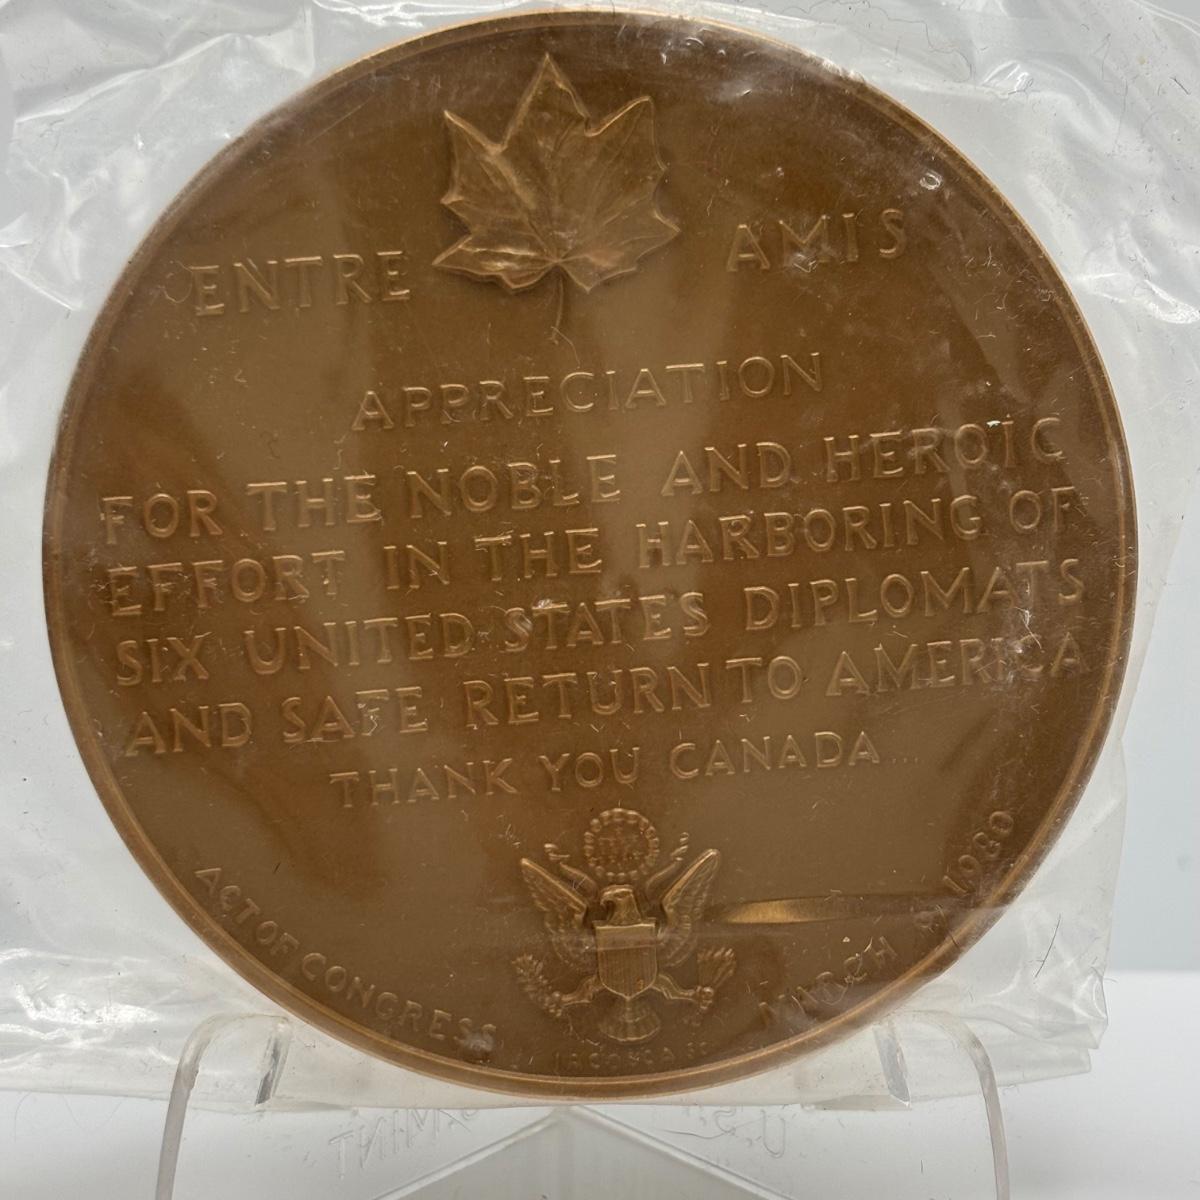 ENTRE AMIS
APPRECIATION
FOR THE NOBLE AND HEROIC
EFFORT IN THE HARBORING OF
SIX UNITED STATES DIPLOMATS
AND SAFE RETURN TO AMERICA
THANK YOU CANADA...
ACT OF CONGRESS
MARCH 1980
U.S. MINT